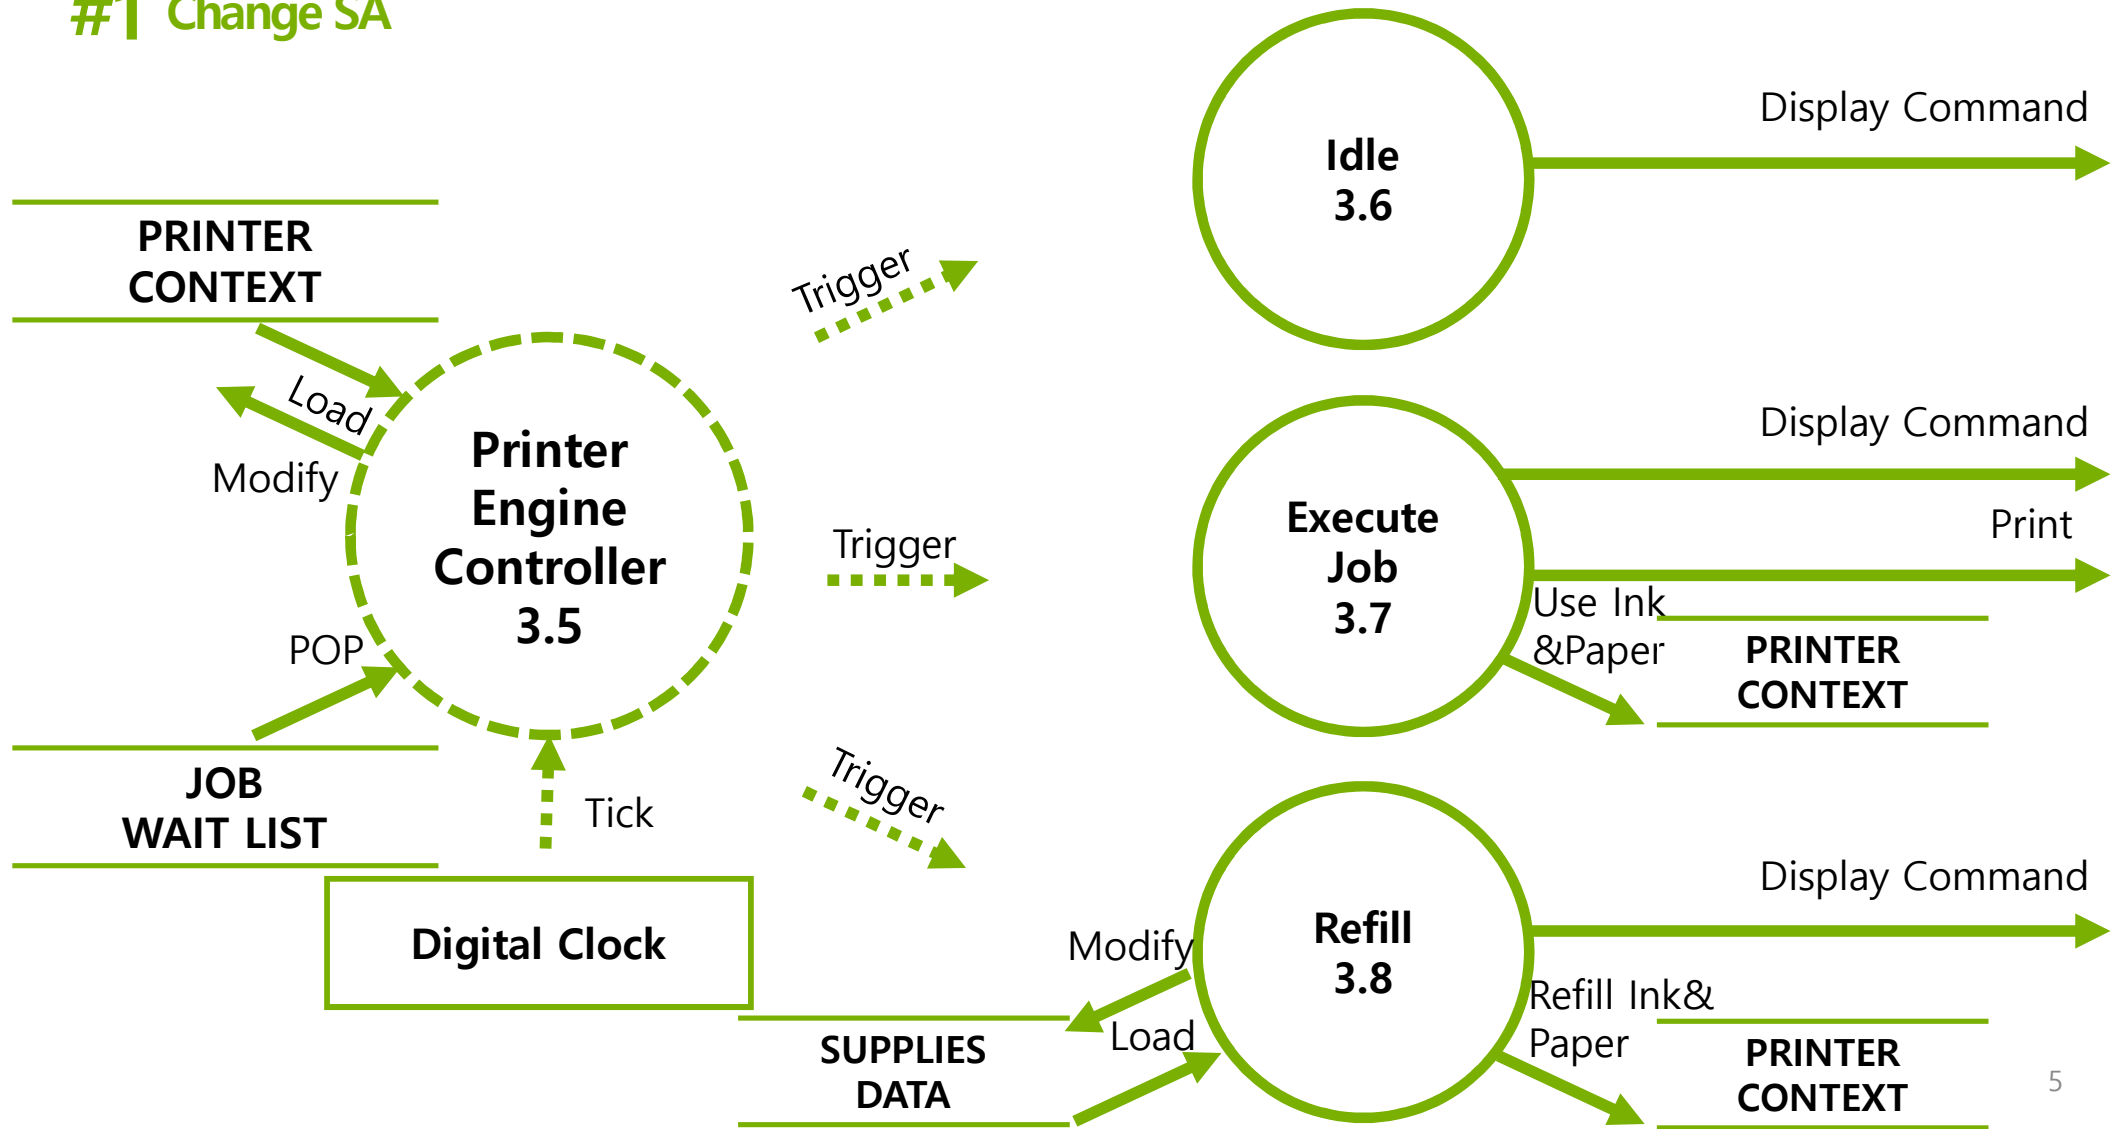 #1 Change SA
Display Command
Idle
3.6
PRINTER
CONTEXT
Trigger
Load
Modify
Printer
Engine
Controller
3.5
Display Command
Execute
Job
3.7
Print
Trigger
Use Ink
&Paper
PRINTER
CONTEXT
POP
JOB
WAIT LIST
Tick
Trigger
Digital Clock
Display Command
Refill
3.8
Modify
Load
Refill Ink&
Paper
SUPPLIES
DATA
PRINTER
CONTEXT
5